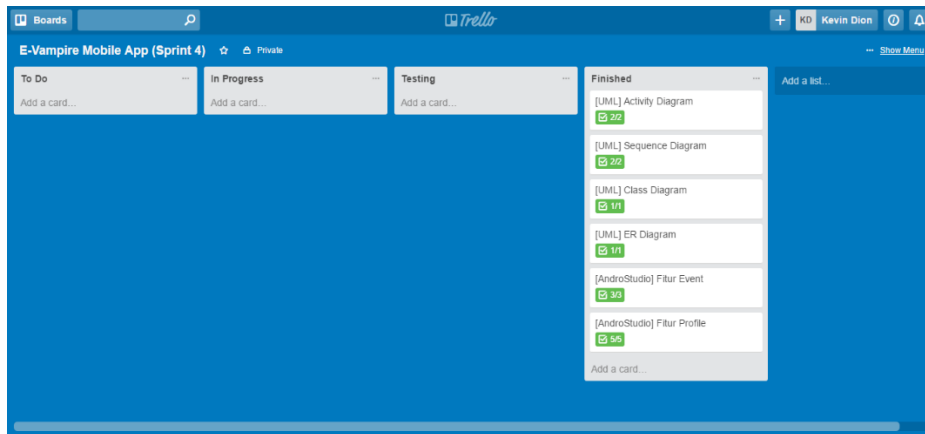 Boards
Trello
KD Kevin Dion
E-Vampire Mobile App (Sprint 4)
Private
... Show Menu
To Do ...
Add a card...
In Progress ...
Add a card...
Testing ...
Add a card...
Finished ...
[UML] Activity Diagram
2/2
[UML] Sequence Diagram
2/2
[UML] Class Diagram
1/1
[UML] ER Diagram
1/1
[AndroStudio] Fitur Event
3/3
[AndroStudio] Fitur Profile
5/5
Add a card...
Add a list...